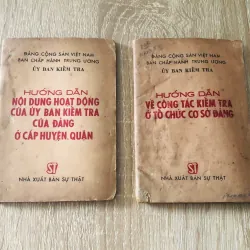 ĐẢNG CỘNG SẢN VIỆT NAM
BAN CHẤP HÀNH TRUNG ƯƠNG
ỦY BAN KIỂM TRA
HƯỚNG DẪN
NỘI DUNG HOẠT ĐỘNG
CỦA ỦY BAN KIỂM TRA
CỦA ĐẢNG
Ở CẤP HUYỆN, QUẬN
ST
NHÀ XUẤT BẢN SỰ THẬT
ĐẢNG CỘNG SẢN VIỆT NAM
BAN CHẤP HÀNH TRUNG ƯƠNG
ỦY BAN KIỂM TRA
HƯỚNG DẪN
VỀ CÔNG TÁC KIỂM TRA
Ở TỔ CHỨC CƠ SỞ ĐẢNG
ST
NHÀ XUẤT BẢN SỰ THẬT